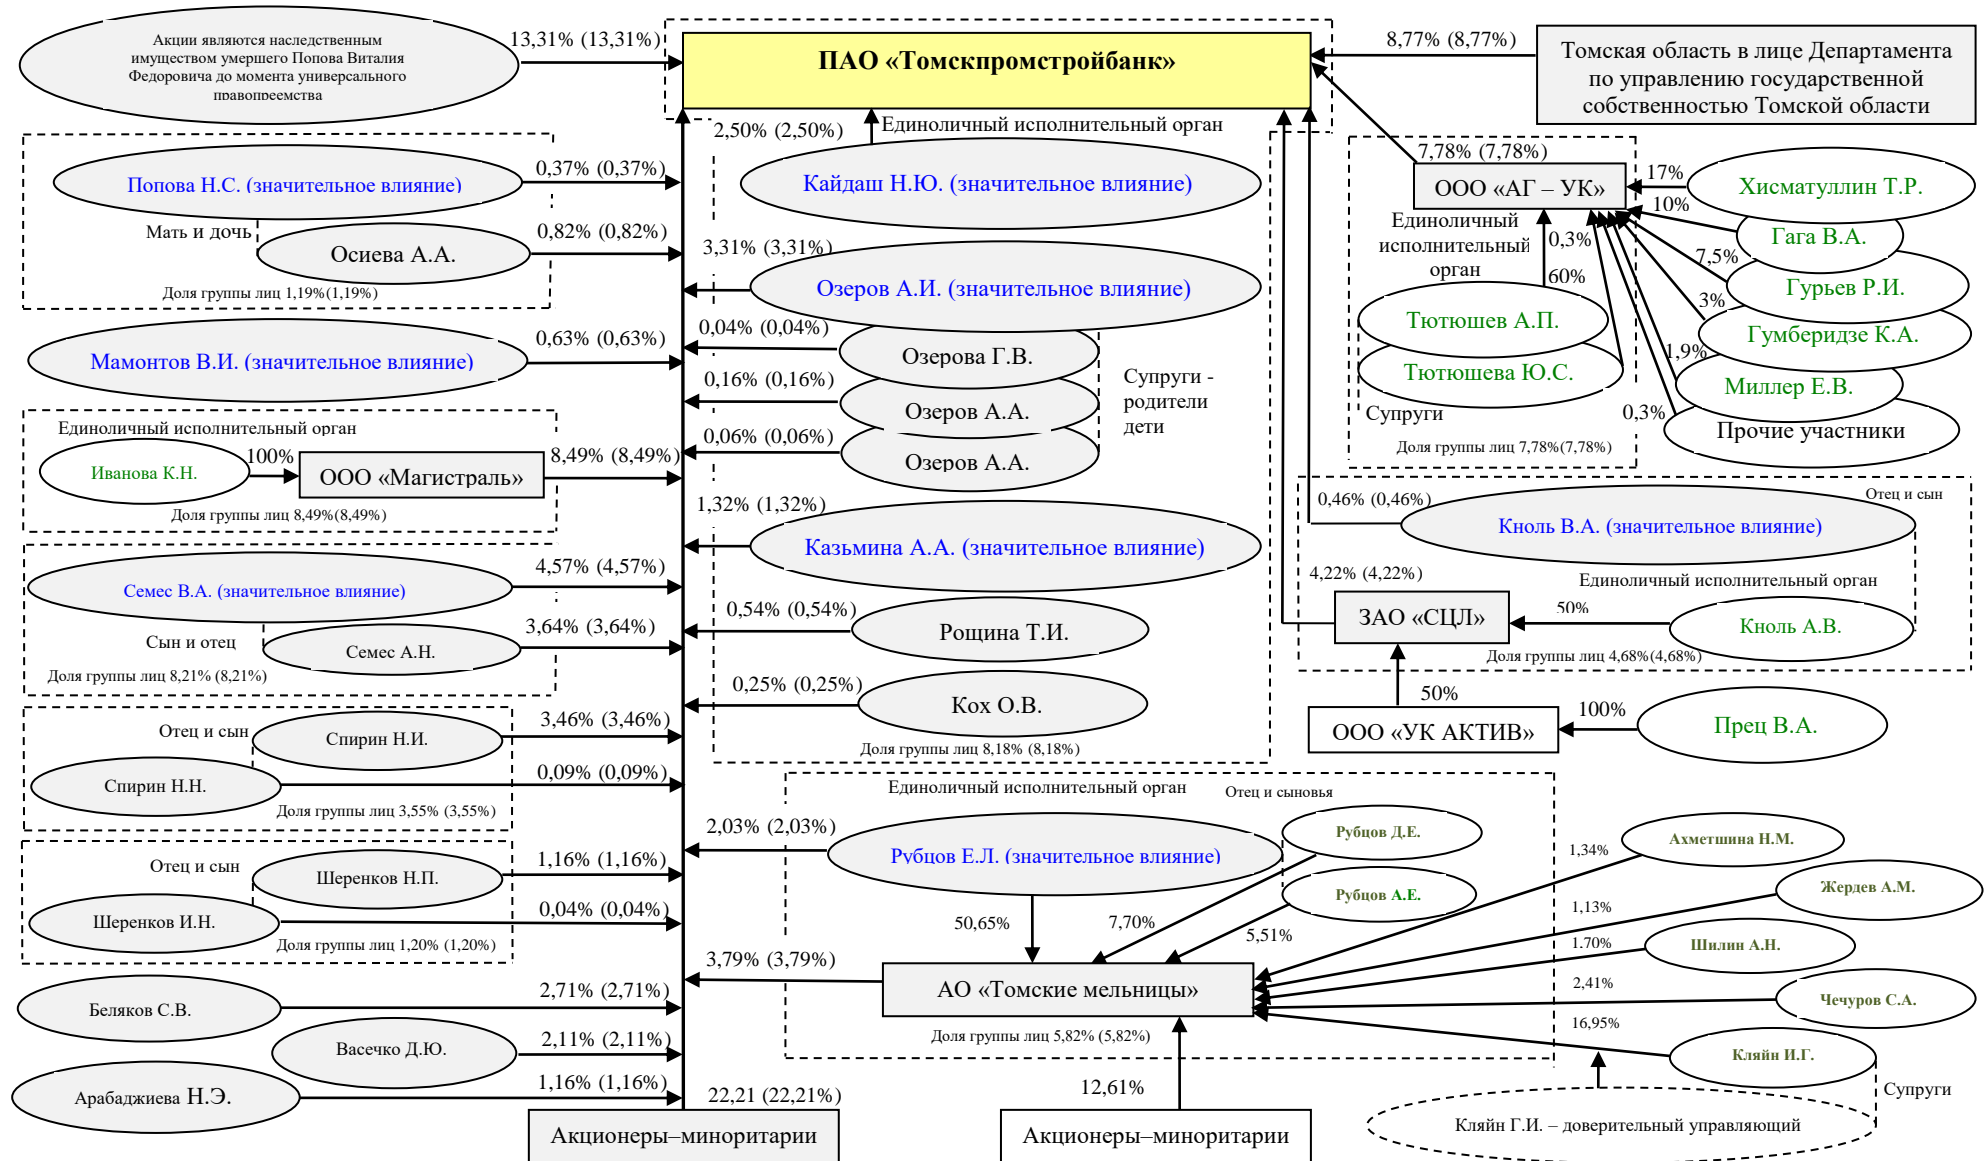 Акции являются наследственным
имуществом умершего Попова Виталия
Федоровича до момента универсального
правопреемства
13,31% (13,31%)
ПАО «Томскпромстройбанк»
8,77% (8,77%)
Томская область в лице Департамента
по управлению государственной
собственностью Томской области
Попова Н.С. (значительное влияние)
0,37% (0,37%)
Мать и дочь
Осиева А.А.
0,82% (0,82%)
Доля группы лиц 1,19%(1,19%)
Мамонтов В.И. (значительное влияние)
0,63% (0,63%)
Единоличный исполнительный орган
Иванова К.Н.
100%
ООО «Магистраль»
8,49% (8,49%)
Доля группы лиц 8,49%(8,49%)
Семес В.А. (значительное влияние)
4,57% (4,57%)
Сын и отец
Семес А.Н.
3,64% (3,64%)
Доля группы лиц 8,21% (8,21%)
Отец и сын
Спирин Н.И.
3,46% (3,46%)
Спирин Н.Н.
0,09% (0,09%)
Доля группы лиц 3,55% (3,55%)
Отец и сын
Шеренков Н.П.
1,16% (1,16%)
Шеренков И.Н.
0,04% (0,04%)
Доля группы лиц 1,20% (1,20%)
Беляков С.В.
2,71% (2,71%)
Васечко Д.Ю.
2,11% (2,11%)
Арабаджиева Н.Э.
1,16% (1,16%)
22,21 (22,21%)
Акционеры–миноритарии
2,50% (2,50%)
Единоличный исполнительный орган
Кайдаш Н.Ю. (значительное влияние)
3,31% (3,31%)
Озеров А.И. (значительное влияние)
0,04% (0,04%)
Озерова Г.В.
0,16% (0,16%)
Озеров А.А.
0,06% (0,06%)
Озеров А.А.
Супруги -
родители
дети
1,32% (1,32%)
Казьмина А.А. (значительное влияние)
0,54% (0,54%)
Рощина Т.И.
0,25% (0,25%)
Кох О.В.
Доля группы лиц 8,18% (8,18%)
7,78% (7,78%)
ООО «АГ – УК»
17%
Хисматуллин Т.Р.
10%
Гага В.А.
7,5%
Гурьев Р.И.
3%
Гумберидзе К.А.
1,9%
Миллер Е.В.
0,3%
Прочие участники
Единоличный
исполнительный
орган
0,3%
60%
Тютюшев А.П.
Тютюшева Ю.С.
Супруги
Доля группы лиц 7,78%(7,78%)
0,46% (0,46%)
Отец и сын
Кноль В.А. (значительное влияние)
4,22% (4,22%)
Единоличный исполнительный орган
ЗАО «СЦЛ»
50%
Кноль А.В.
Доля группы лиц 4,68%(4,68%)
50%
ООО «УК АКТИВ»
100%
Прец В.А.
Единоличный исполнительный орган
Отец и сыновья
2,03% (2,03%)
Рубцов Е.Л. (значительное влияние)
Рубцов Д.Е.
Рубцов А.Е.
50,65%
7,70%
5,51%
3,79% (3,79%)
АО «Томские мельницы»
Доля группы лиц 5,82% (5,82%)
12,61%
Акционеры–миноритарии
1,34%
Ахметшина Н.М.
1,13%
Жердев А.М.
1.70%
Шилин А.Н.
2,41%
Чечуров С.А.
16,95%
Кляйн И.Г.
Супруги
Кляйн Г.И. – доверительный управляющий